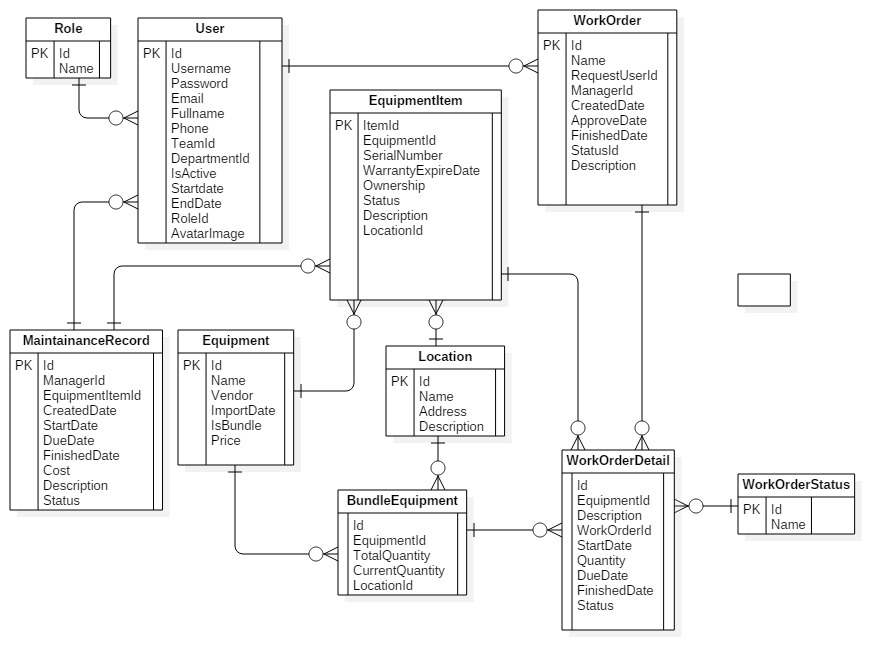 Role
PK Id
Name
User
PK Id
Username
Password
Email
Fullname
Phone
TeamId
DepartmentId
IsActive
Startdate
EndDate
RoleId
AvatarImage
WorkOrder
PK Id
Name
RequestUserId
ManagerId
CreatedDate
ApproveDate
FinishedDate
StatusId
Description
EquipmentItem
PK ItemId
EquipmentId
SerialNumber
WarrantyExpireDate
Ownership
Status
Description
LocationId
MaintainanceRecord
PK Id
ManagerId
EquipmentItemId
CreatedDate
StartDate
DueDate
FinishedDate
Cost
Description
Status
Equipment
PK Id
Name
Vendor
ImportDate
IsBundle
Price
Location
PK Id
Name
Address
Description
BundleEquipment
Id
EquipmentId
TotalQuantity
CurrentQuantity
LocationId
WorkOrderDetail
Id
EquipmentId
Description
WorkOrderId
StartDate
Quantity
DueDate
FinishedDate
Status
WorkOrderStatus
PK Id
Name